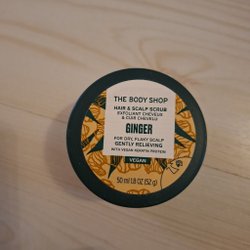 THE BODY SHOP
HAIR & SCALP SCRUB
EXFOLIANT CHEVEUX
& CUIR CHEVELU
GINGER
FOR DRY, FLAKY SCALP
GENTLY RELIEVING
WITH VEGAN KERATIN PROTEIN
VEGAN
50 ml 1.8 OZ (52 g)